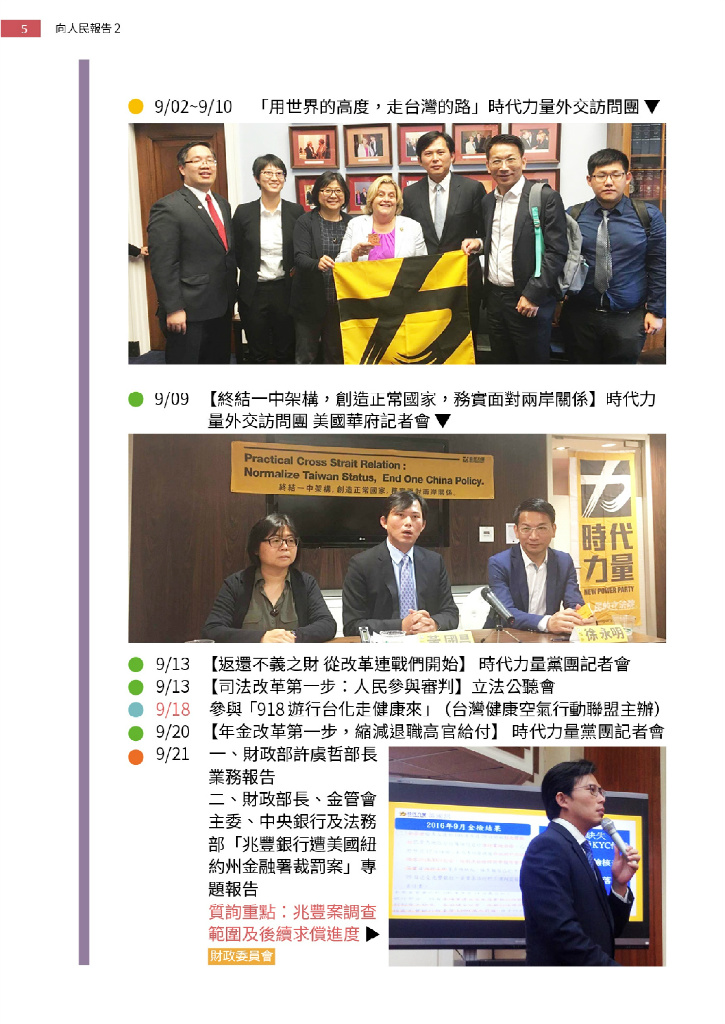 5
向人民報告 2
9/02~9/10 「用世界的高度，走台灣的路」時代力量外交訪問團 ▼
9/09 【終結一中架構，創造正常國家，務實面對兩岸關係】時代力
量外交訪問團 美國華府記者會 ▼
Practical Cross Strait Relation :
Normalize Taiwan Status, End One China Policy.
終結一中架構, 創造正常國家, 務實面對兩岸關係.
力
時代
力量
NEW POWER PARTY
黃國昌
徐永明
9/13 【返還不義之財 從改革連戰們開始】 時代力量黨團記者會
9/13 【司法改革第一步：人民參與審判】立法公聽會
9/18 參與「918 遊行台化走健康來」（台灣健康空氣行動聯盟主辦）
9/20 【年金改革第一步，縮減退職高官給付】 時代力量黨團記者會
9/21 一、財政部許虞哲部長
業務報告
二、財政部長、金管會
主委、中央銀行及法務
部「兆豐銀行遭美國紐
約州金融署裁罰案」專
題報告
質詢重點：兆豐案調查
範圍及後續求償進度 ▶
財政委員會
2016年9月金檢結果
缺失